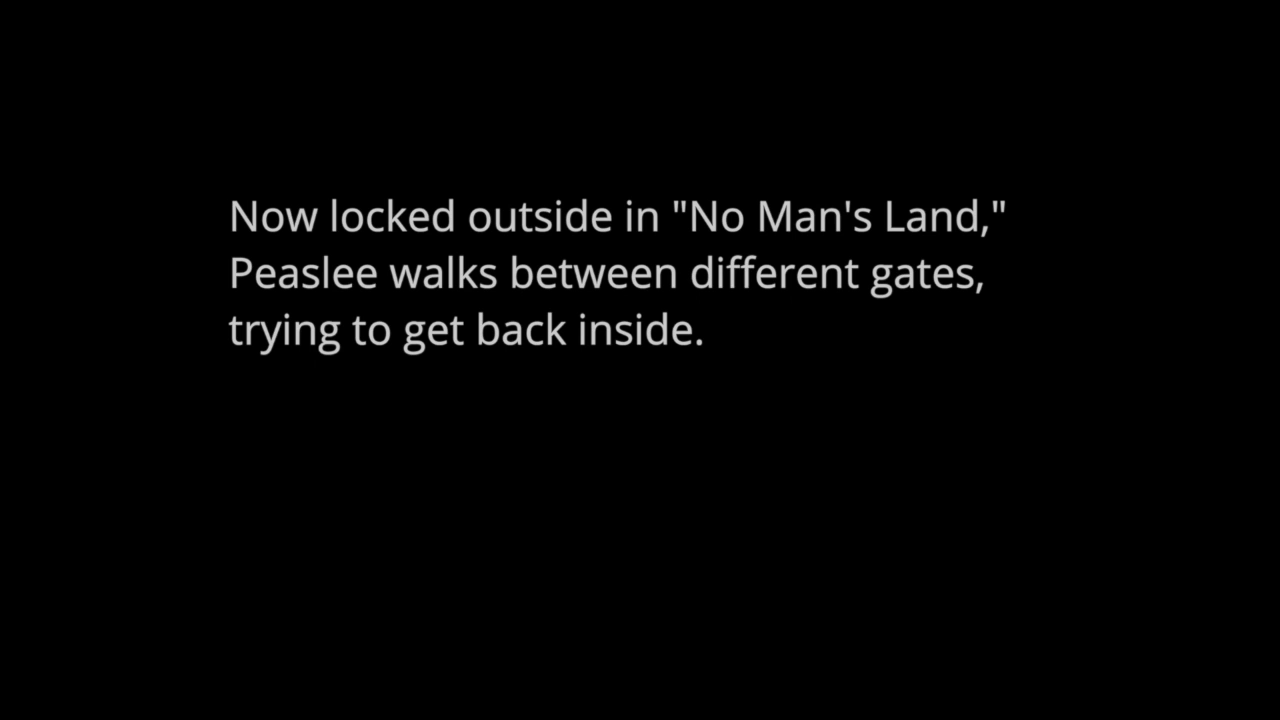 Now locked outside in "No Man's Land,"
Peaslee walks between different gates,
trying to get back inside.